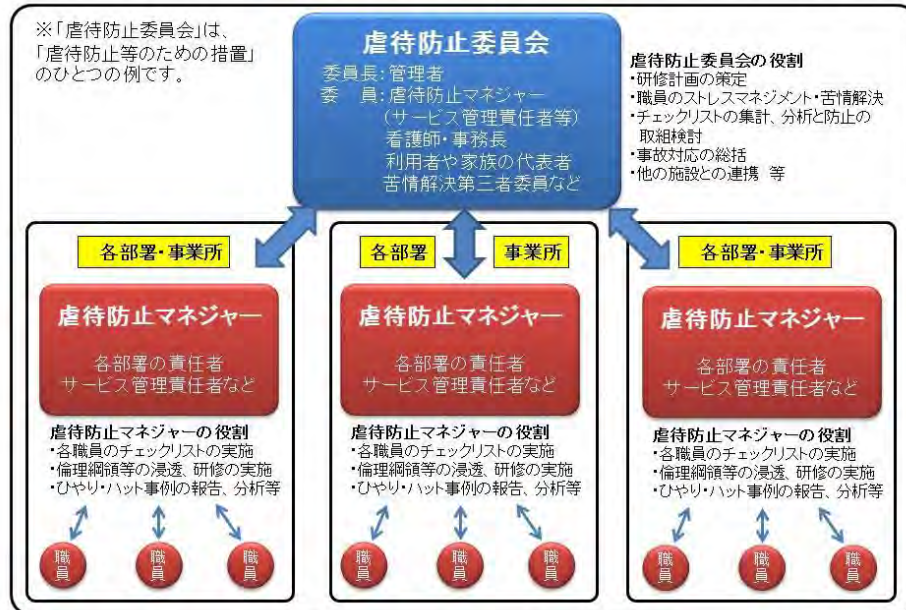 ※「虐待防止委員会」は、
「虐待防止等のための措置」
のひとつの例です。
虐待防止委員会
委員長：管理者
委　員：虐待防止マネジャー
（サービス管理責任者等）
看護師・事務長
利用者や家族の代表者
苦情解決第三者委員など
虐待防止委員会の役割
・研修計画の策定
・職員のストレスマネジメント・苦情解決
・チェックリストの集計、分析と防止の
取組検討
・事故対応の総括
・他の施設との連携 等
各部署・事業所
虐待防止マネジャー
各部署の責任者
サービス管理責任者など
虐待防止マネジャーの役割
・各職員のチェックリストの実施
・倫理綱領等の浸透、研修の実施
・ひやり・ハット事例の報告、分析等
職
員
職
員
職
員
各部署
事業所
虐待防止マネジャー
各部署の責任者
サービス管理責任者など
虐待防止マネジャーの役割
・各職員のチェックリストの実施
・倫理綱領等の浸透、研修の実施
・ひやり・ハット事例の報告、分析等
職
員
職
員
職
員
各部署・事業所
虐待防止マネジャー
各部署の責任者
サービス管理責任者など
虐待防止マネジャーの役割
・各職員のチェックリストの実施
・倫理綱領等の浸透、研修の実施
・ひやり・ハット事例の報告、分析等
職
員
職
員
職
員